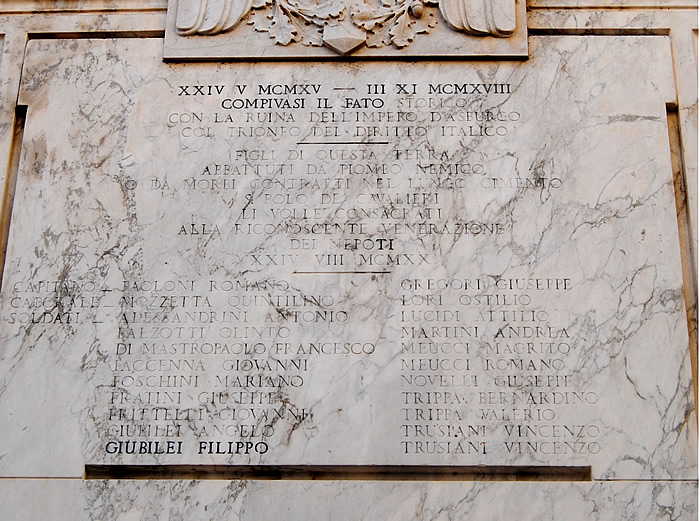 XXIV V MCMXV — III XI MCMXVIII
COMPIVASI IL FATO STORICO
CON LA RUINA DELL'IMPERO D'ASBURGO
COL TRIONFO DEL DIRITTO ITALICO
FIGLI DI QUESTA TERRA
ABBATTUTI DA PIOMBO NEMICO
O DA MORBI CONTRATTI NEL LUNGO CIMENTO
S POLO DE CAVALIERI
LI VOLLE CONSACRATI
ALLA RICONOSCENTE VENERAZIONE
DEI NEPOTI
XXIV VIII MCMXX
CAPITANO — PAOLONI ROMANO
CAPORALE — MOZZETTA QUINTILINO
SOLDATI — ALESSANDRINI ANTONIO
BALZOTTI OLINTO
DI MASTROPAOLO FRANCESCO
FACCENNA GIOVANNI
FOSCHINI MARIANO
FRATINI GIUSEPPE
FRITTELLI GIOVANNI
GIUBILEI ANGELO
GIUBILEI FILIPPO
GREGORI GIUSEPPE
LORI OSTILIO
LUCIDI ATTILIO
MARTINI ANDREA
MEUCCI MACRITO
MEUCCI ROMANO
NOVELLI GIUSEPPE
TRIPPA BERNARDINO
TRIPPA VALERIO
TRUSIANI VINCENZO
TRUSIANI VINCENZO